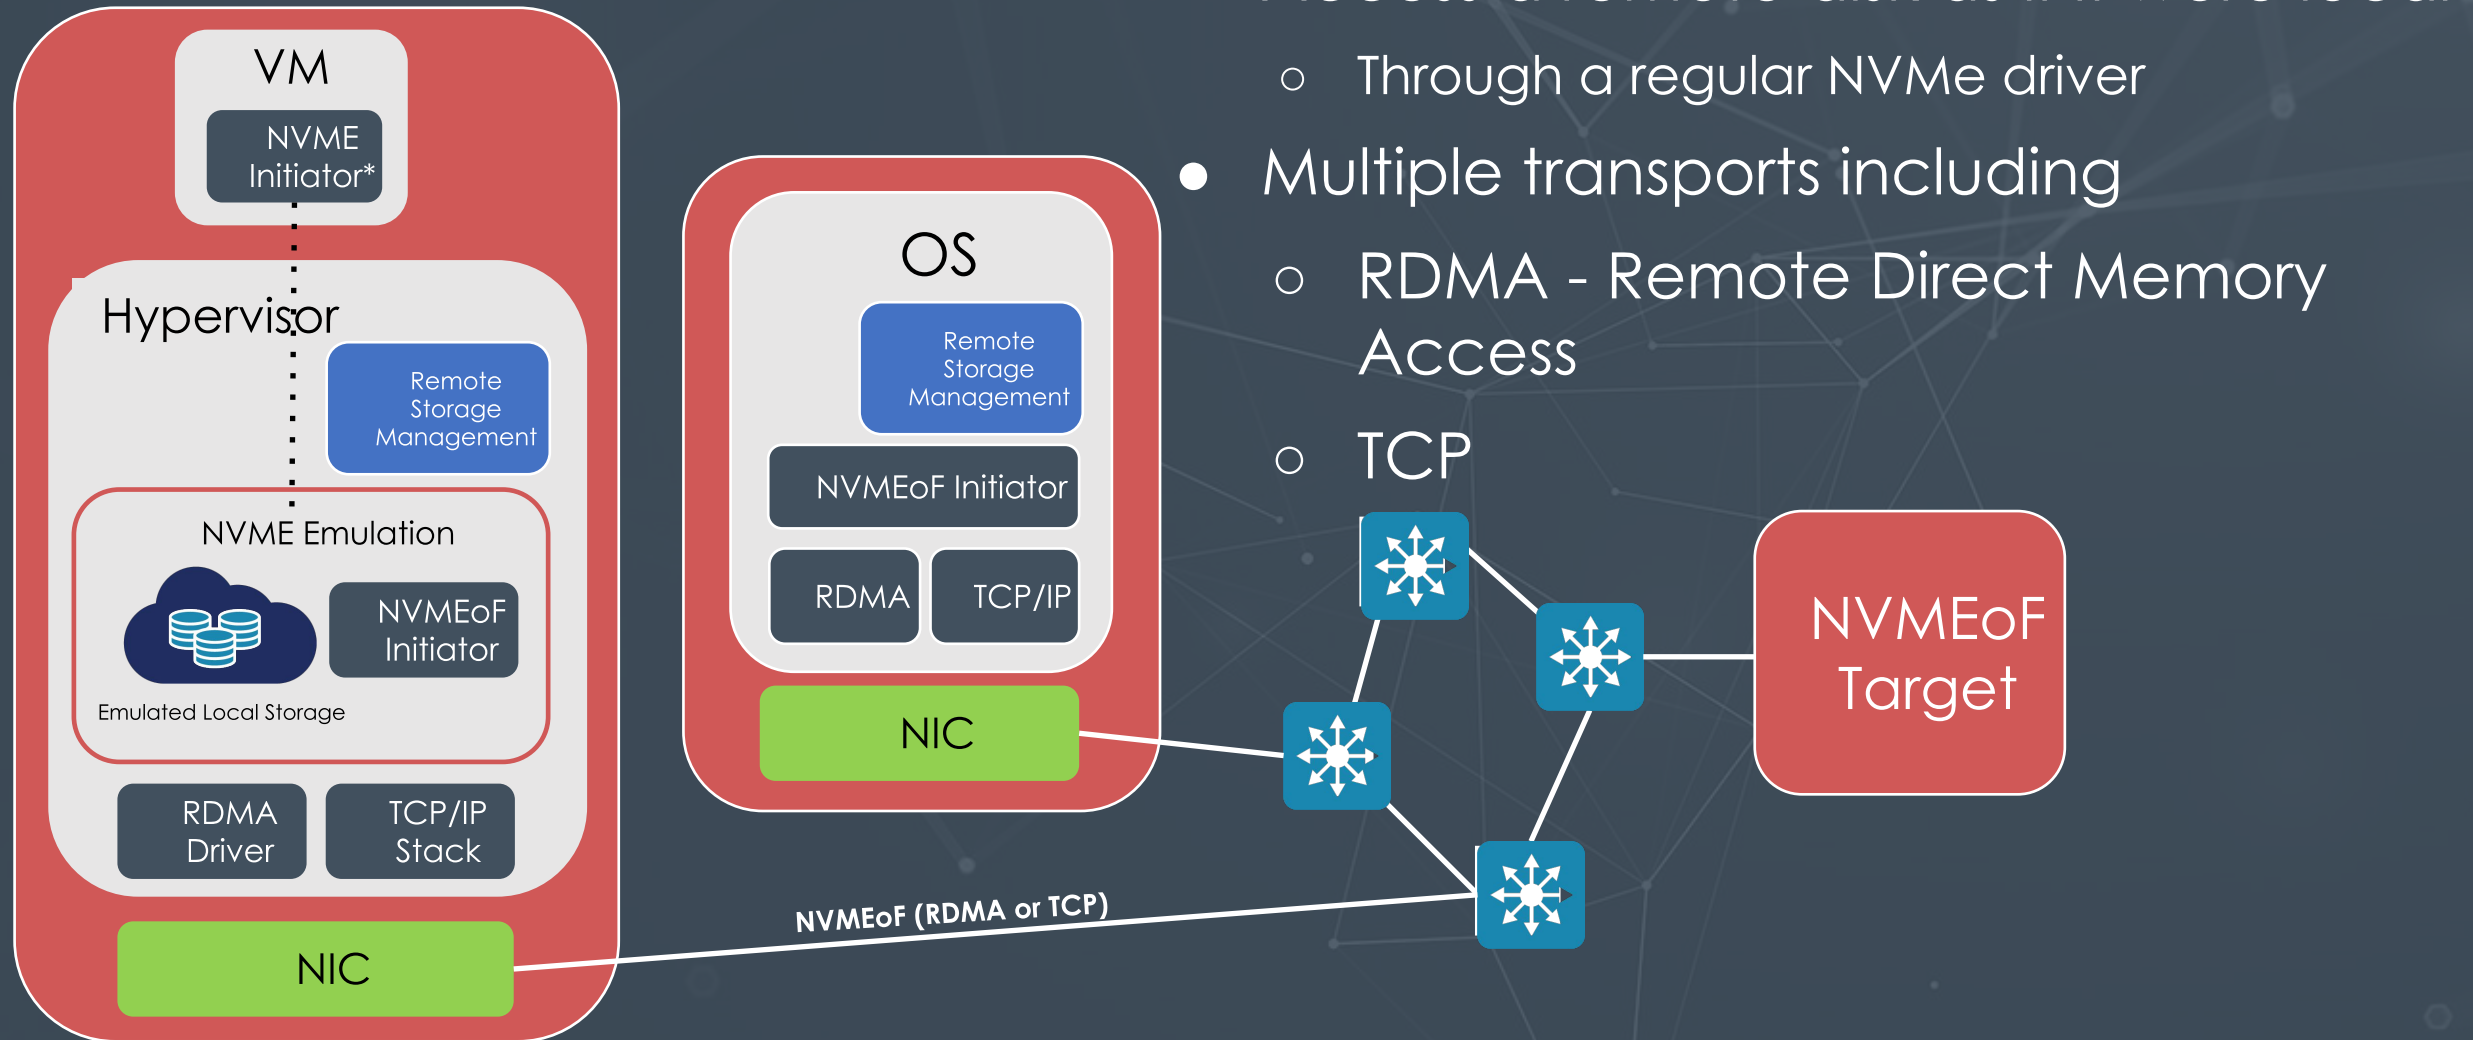 VM
NVME
Initiator*
Hypervisor
Remote
Storage
Management
NVME Emulation
NVMEoF
Initiator
Emulated Local Storage
RDMA
Driver
TCP/IP
Stack
NIC
OS
Remote
Storage
Management
NVMEoF Initiator
RDMA
TCP/IP
NIC
NVMEoF (RDMA or TCP)
○ Through a regular NVMe driver
● Multiple transports including
○ RDMA - Remote Direct Memory
Access
○ TCP
NVMEoF
Target